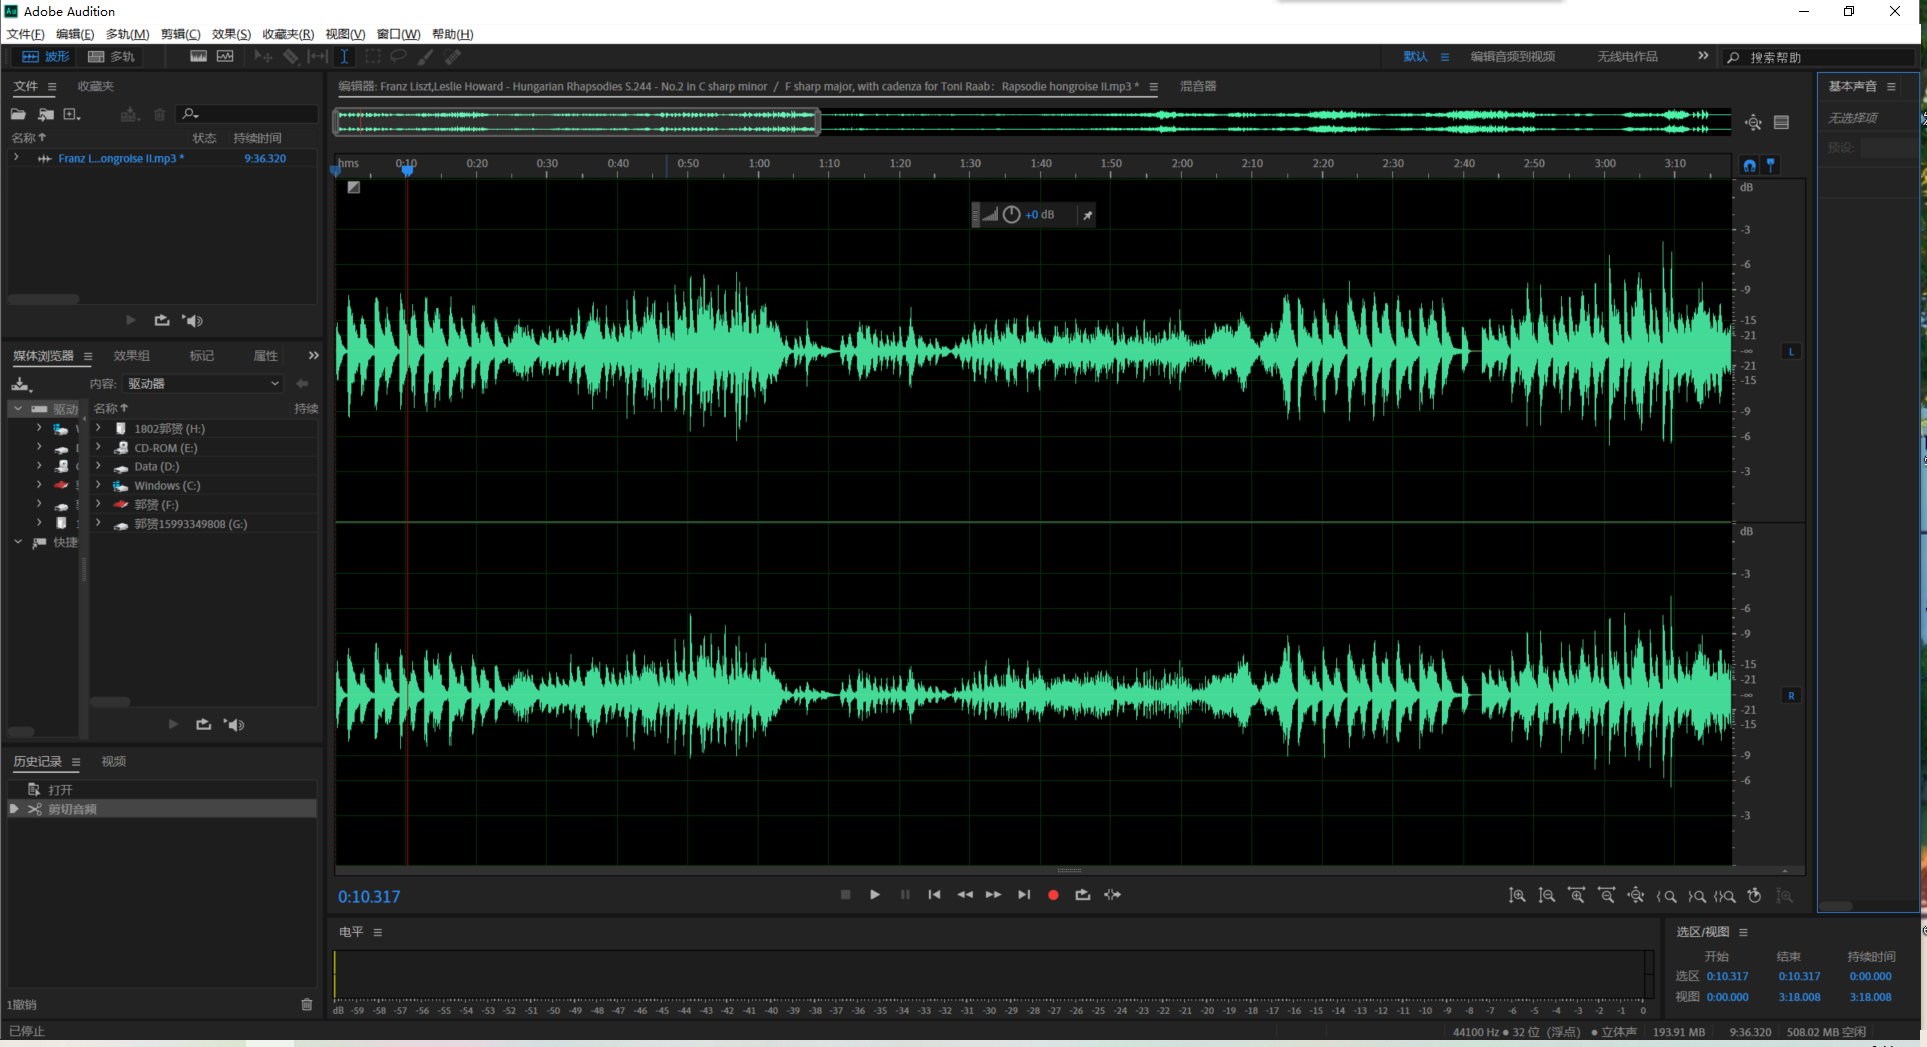 Adobe Audition
文件(F) 编辑(E) 多轨(M) 剪辑(C) 效果(S) 收藏夹(R) 视图(V) 窗口(W) 帮助(H)
波形 多轨 默认 编辑音频到视频 无线电作品 搜索帮助
文件 收藏夹
编辑器: Franz Liszt,Leslie Howard - Hungarian Rhapsodies S.244 - No.2 in C sharp minor / F sharp major, with cadenza for Toni Raab：Rapsodie hongroise II.mp3 * 混音器
基本声音
无选择项
预设:
名称 状态 持续时间
Franz L...ongroise II.mp3 * 9:36.320
hms 0:10 0:20 0:30 0:40 0:50 1:00 1:10 1:20 1:30 1:40 1:50 2:00 2:10 2:20 2:30 2:40 2:50 3:00 3:10
+0 dB
dB
-3
-6
-9
-15
-21
-∞
-21
-15
-9
-6
-3
L
dB
-3
-6
-9
-15
-21
-∞
-21
-15
-9
-6
-3
R
媒体浏览器 效果组 标记 属性
内容: 驱动器
驱动 名称 持续
1802郭赟 (H:)
CD-ROM (E:)
Data (D:)
Windows (C:)
郭赟 (F:)
郭赟15993349808 (G:)
快捷
历史记录 视频
打开
剪切音频
1撤销
0:10.317
电平
dB -59 -58 -57 -56 -55 -54 -53 -52 -51 -50 -49 -48 -47 -46 -45 -44 -43 -42 -41 -40 -39 -38 -37 -36 -35 -34 -33 -32 -31 -30 -29 -28 -27 -26 -25 -24 -23 -22 -21 -20 -19 -18 -17 -16 -15 -14 -13 -12 -11 -10 -9 -8 -7 -6 -5 -4 -3 -2 -1 0
选区/视图
开始 结束 持续时间
选区 0:10.317 0:10.317 0:00.000
视图 0:00.000 3:18.008 3:18.008
已停止
44100 Hz ● 32 位（浮点） ● 立体声 193.91 MB 9:36.320 508.02 MB 空闲